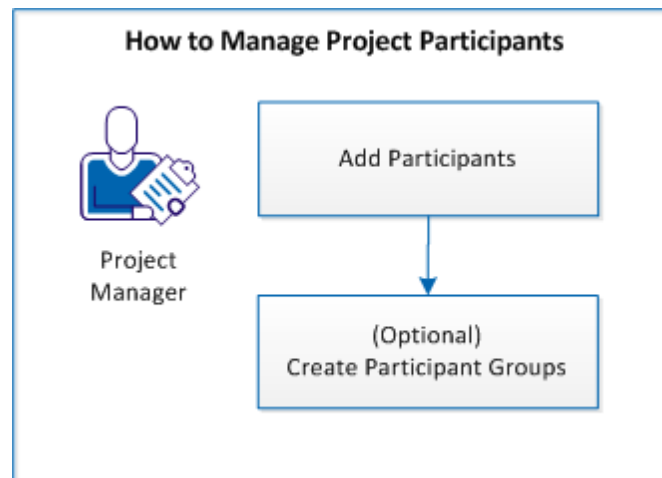 How to Manage Project Participants
Add Participants
Project
Manager
(Optional)
Create Participant Groups